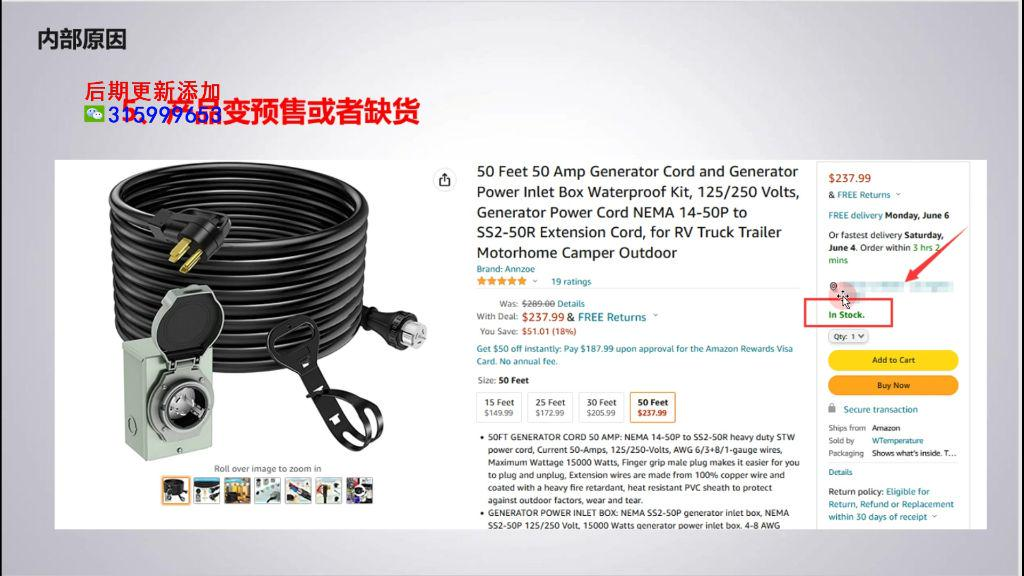 内部原因
后期更新添加
315999653
5、产品变预售或者缺货
50 Feet 50 Amp Generator Cord and Generator
Power Inlet Box Waterproof Kit, 125/250 Volts,
Generator Power Cord NEMA 14-50P to
SS2-50R Extension Cord, for RV Truck Trailer
Motorhome Camper Outdoor
Brand: Annzoe
19 ratings
Was: $289.00 Details
With Deal: $237.99 & FREE Returns
You Save: $51.01 (18%)
Get $50 off instantly: Pay $187.99 upon approval for the Amazon Rewards Visa
Card. No annual fee.
Size: 50 Feet
15 Feet
$149.99
25 Feet
$172.99
30 Feet
$205.99
50 Feet
$237.99
• 50FT GENERATOR CORD 50 AMP: NEMA 14-50P to SS2-50R heavy duty STW
power cord, Current 50-Amps, 125/250-Volts, AWG 6/3+8/1-gauge wires,
Maximum Wattage 15000 Watts, Finger grip male plug makes it easier for you
to plug and unplug, Extension wires are made from 100% copper wire and
coated with a heavy fire retardant, heat resistant PVC sheath to protect
against outdoor factors, wear and tear.
• GENERATOR POWER INLET BOX: NEMA SS2-50P generator inlet box, NEMA
SS2-50P 125/250 Volt, 15000 Watts generator power inlet box. 4-8 AWG
Roll over image to zoom in
$237.99
& FREE Returns
FREE delivery Monday, June 6
Or fastest delivery Saturday,
June 4. Order within 3 hrs 2
mins
In Stock.
Qty: 1
Add to Cart
Buy Now
Secure transaction
Ships from Amazon
Sold by WTemperature
Packaging Shows what's inside. T…
Details
Return policy: Eligible for
Return, Refund or Replacement
within 30 days of receipt